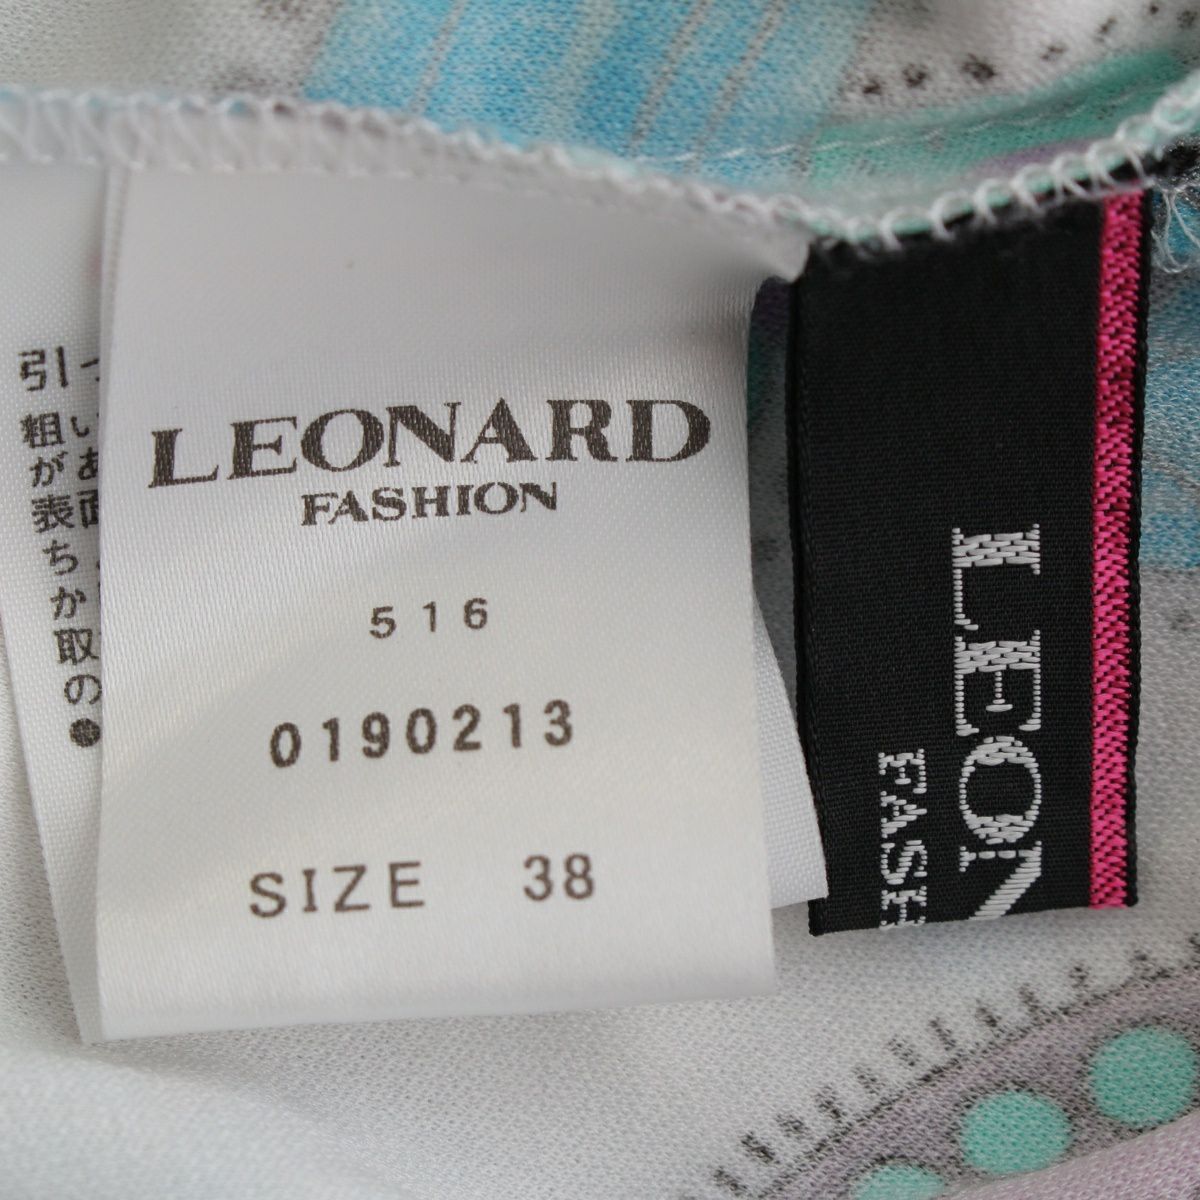 LEONARD
FASHION
516
0190213
SIZE 38
引っ
粗い
があ
表面
ち
か
取
の
●
LEON
FASH